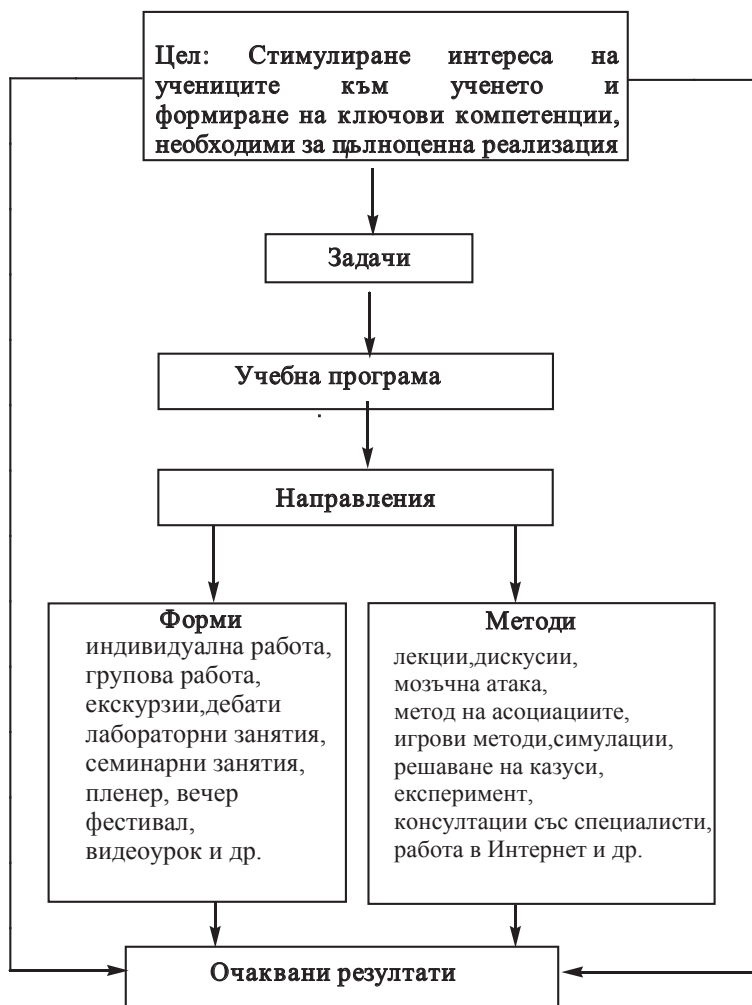 Цел: Стимулиране интереса на
учениците към ученето и
формиране на ключови компетенции,
необходими за пълноценна реализация
Задачи
Учебна програма
Направления
Форми
индивидуална работа,
групова работа,
екскурзии,дебати
лабораторни занятия,
семинарни занятия,
пленер, вечер
фестивал,
видеоурок и др.
Методи
лекции,дискусии,
мозъчна атака,
метод на асоциациите,
игрови методи,симулации,
решаване на казуси,
експеримент,
консултации със специалисти,
работа в Интернет и др.
Очаквани резултати